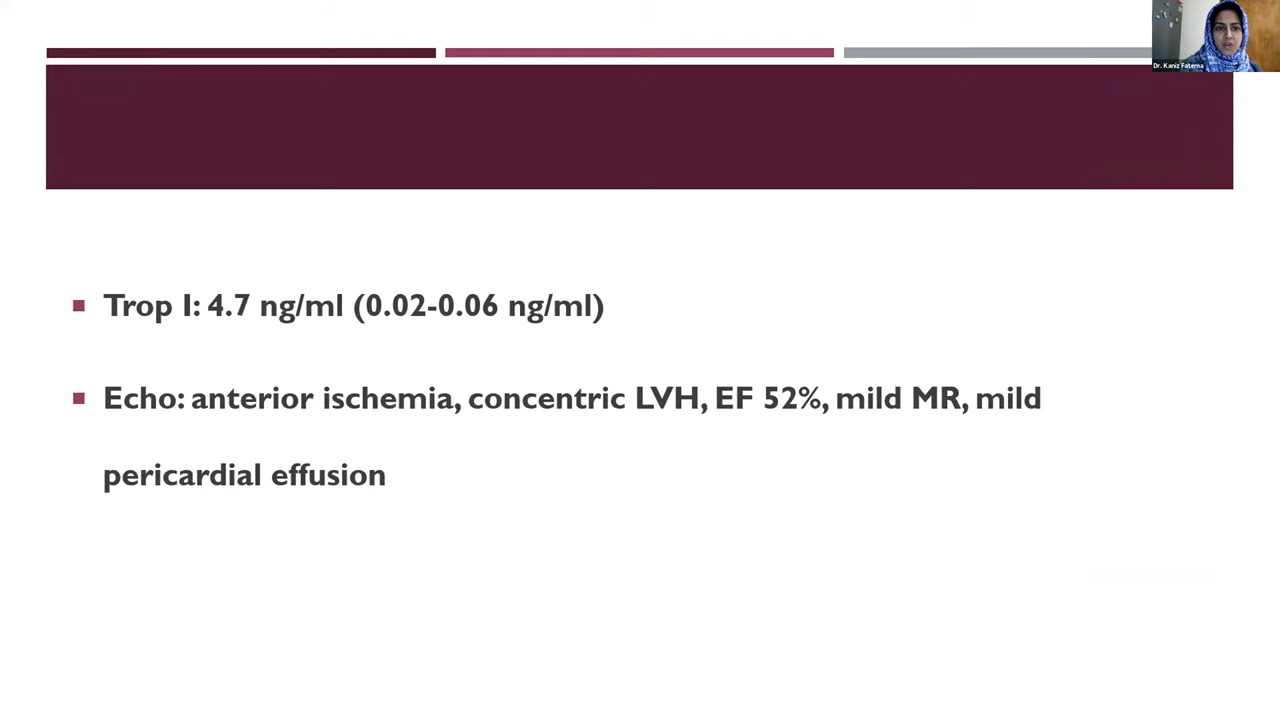 Dr. Kaniz Fatema
Trop I: 4.7 ng/ml (0.02-0.06 ng/ml)
Echo: anterior ischemia, concentric LVH, EF 52%, mild MR, mild
pericardial effusion